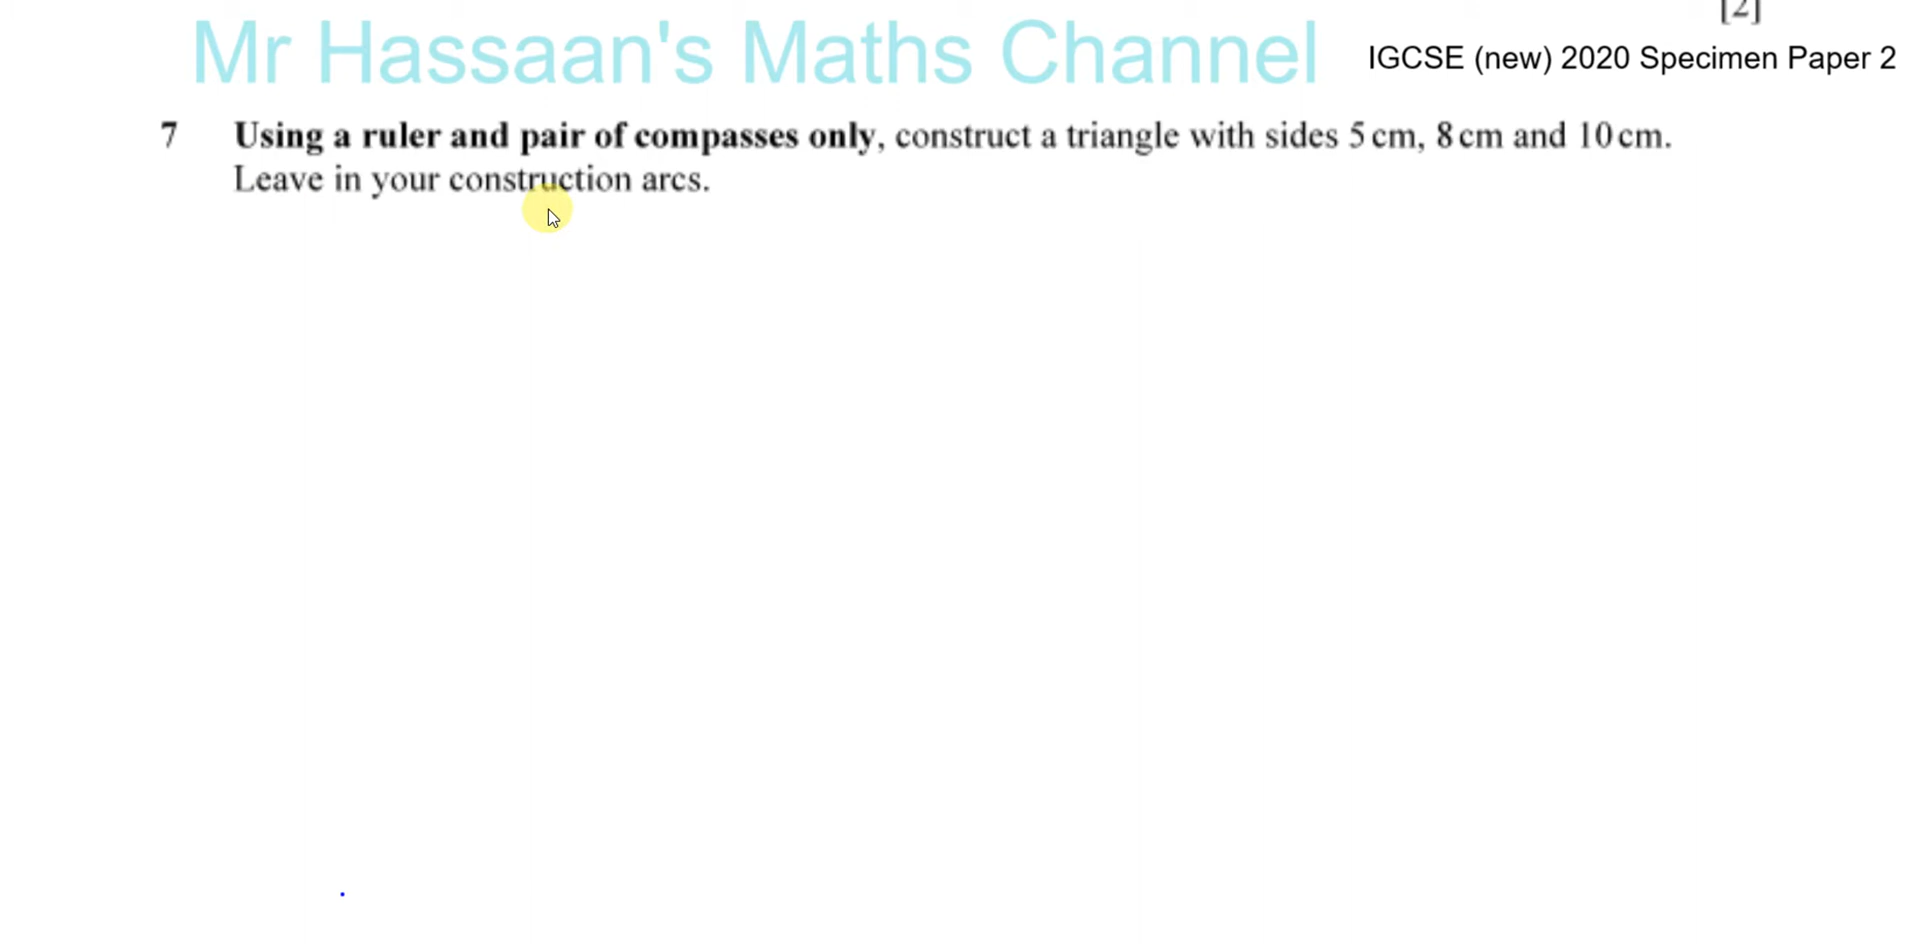 [2]
Mr Hassaan's Maths Channel IGCSE (new) 2020 Specimen Paper 2
7 Using a ruler and pair of compasses only, construct a triangle with sides 5 cm, 8 cm and 10 cm.
Leave in your construction arcs.